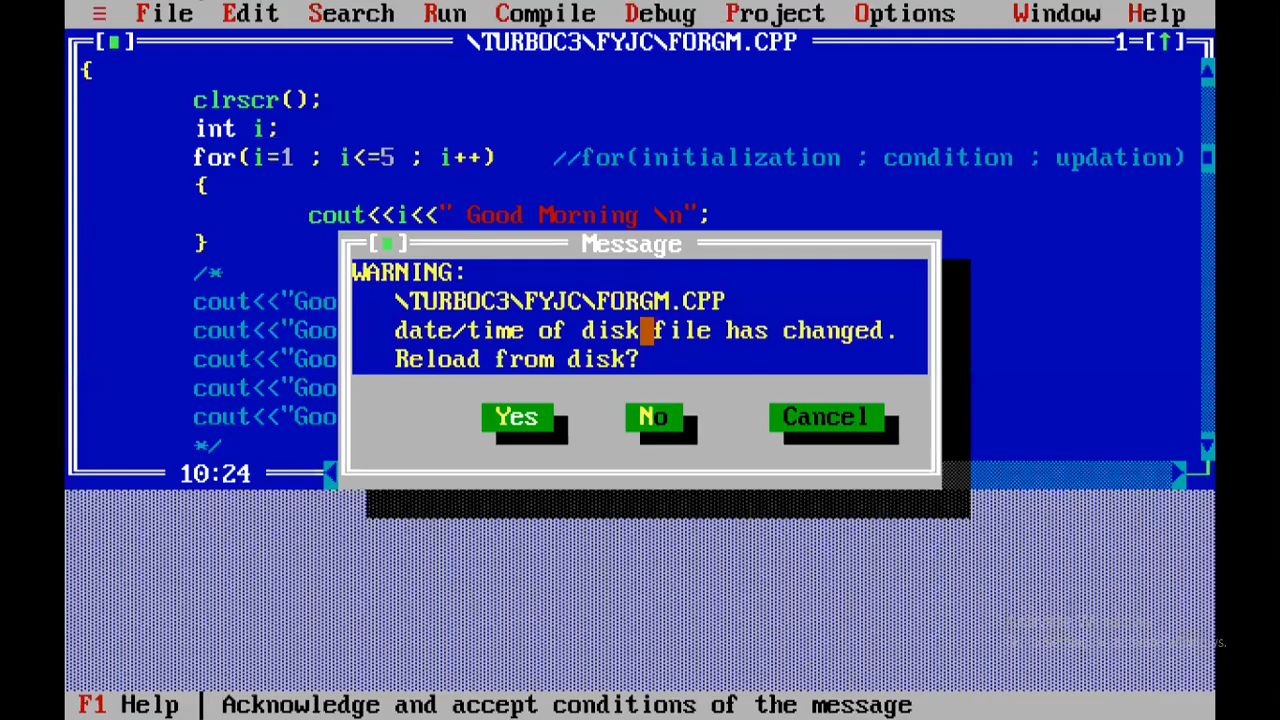 ≡ File Edit Search Run Compile Debug Project Options Window Help
[■] \TURBOC3\FYJC\FORGM.CPP 1=[↑]
{
clrscr();
int i;
for(i=1 ; i<=5 ; i++) //for(initialization ; condition ; updation)
{
cout<<i<<" Good Morning \n";
}
/*
cout<<"Goo
cout<<"Goo
cout<<"Goo
cout<<"Goo
cout<<"Goo
*/
10:24
[■] Message
WARNING:
\TURBOC3\FYJC\FORGM.CPP
date/time of disk file has changed.
Reload from disk?
Yes No Cancel
F1 Help | Acknowledge and accept conditions of the message